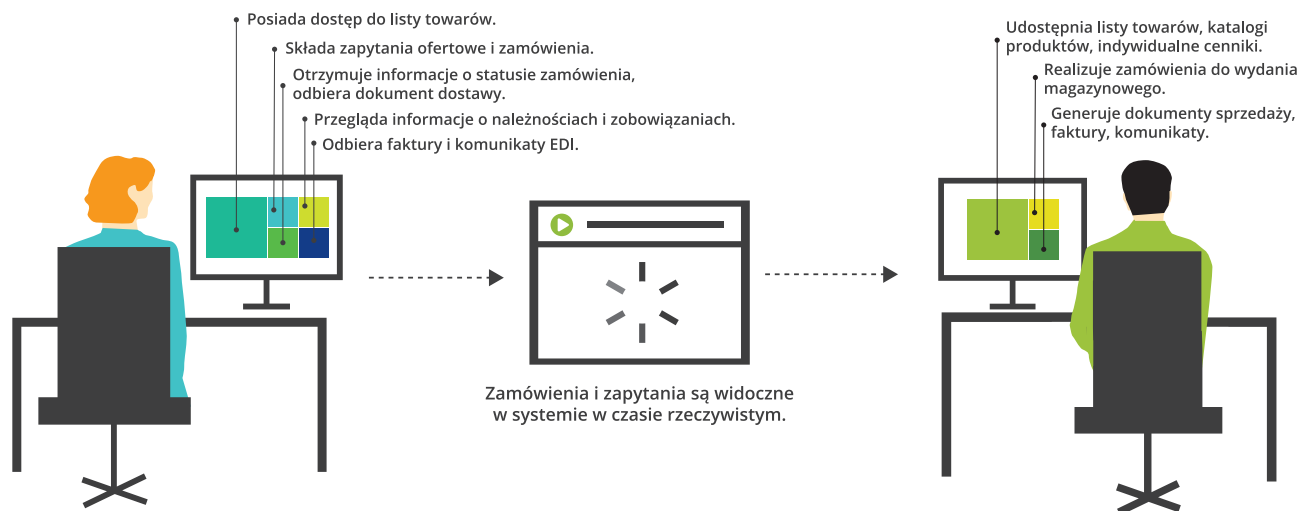 Posiada dostęp do listy towarów.
Składa zapytania ofertowe i zamówienia.
Otrzymuje informacje o statusie zamówienia,
odbiera dokument dostawy.
Przegląda informacje o należnościach i zobowiązaniach.
Odbiera faktury i komunikaty EDI.
Zamówienia i zapytania są widoczne
w systemie w czasie rzeczywistym.
Udostępnia listy towarów, katalogi
produktów, indywidualne cenniki.
Realizuje zamówienia do wydania
magazynowego.
Generuje dokumenty sprzedaży,
faktury, komunikaty.